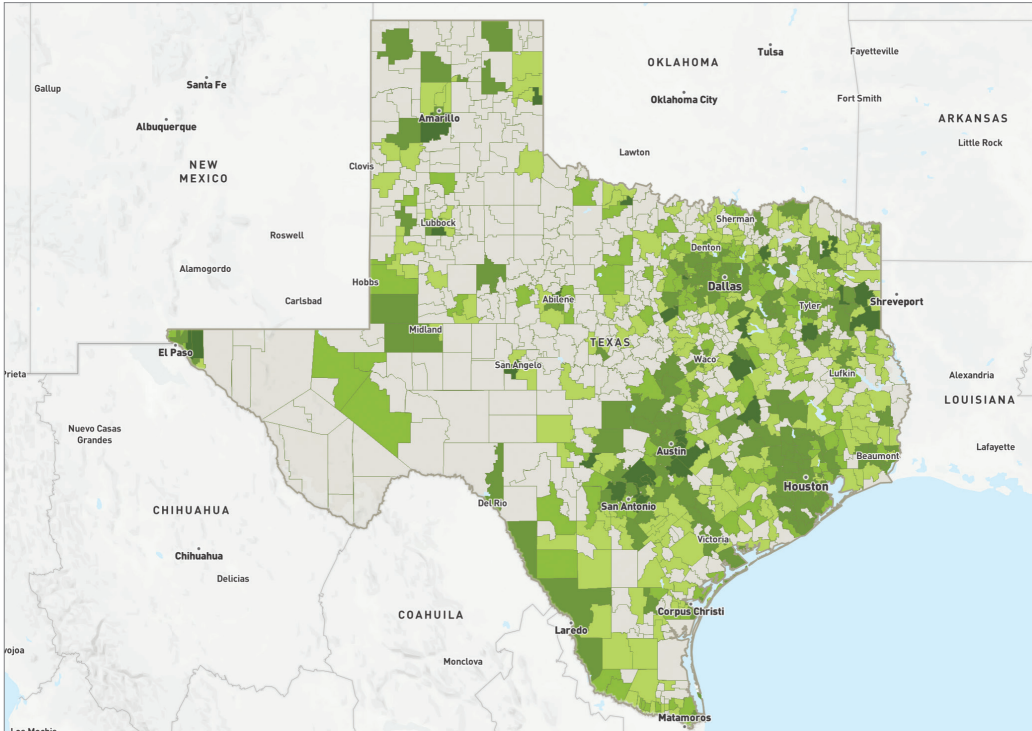 Tulsa
Fayetteville
OKLAHOMA
Gallup
Santa Fe
Oklahoma City
Fort Smith
Amarillo
ARKANSAS
Albuquerque
Little Rock
Lawton
NEW
MEXICO
Clovis
Sherman
Lubbock
Roswell
Denton
Alamogordo
Hobbs
Dallas
Carlsbad
Abilene
Tyler
Shreveport
Midland
TEXAS
El Paso
Waco
San Angelo
Prieta
Lufkin
Alexandria
LOUISIANA
Nuevo Casas
Grandes
Austin
Lafayette
Beaumont
Houston
CHIHUAHUA
Del Rio
San Antonio
Victoria
Chihuahua
Delicias
COAHUILA
Corpus Christi
Laredo
vojoa
Monclova
Matamoros